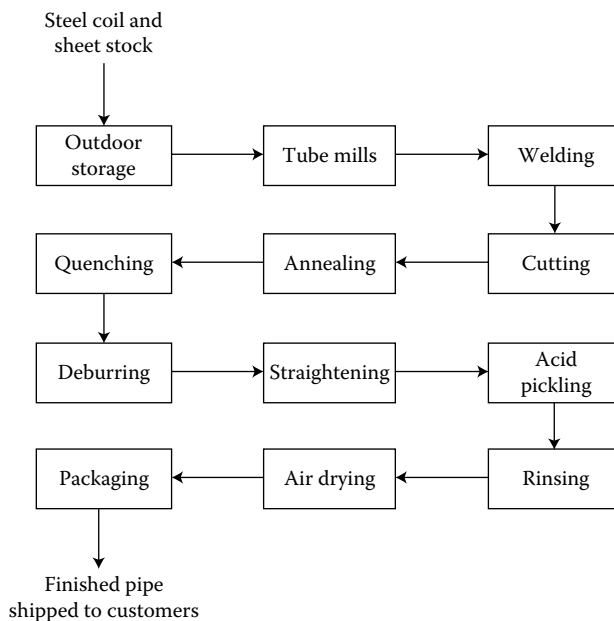 Steel coil and
sheet stock
Outdoor
storage
Tube mills
Welding
Quenching
Annealing
Cutting
Deburring
Straightening
Acid
pickling
Packaging
Air drying
Rinsing
Finished pipe
shipped to customers